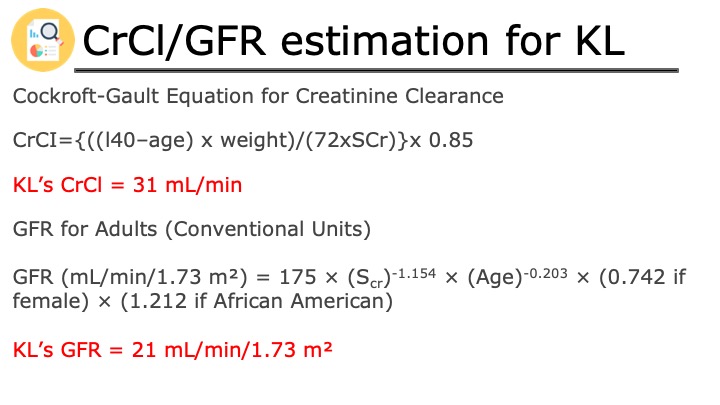 CrCl/GFR estimation for KL
Cockroft-Gault Equation for Creatinine Clearance
CrCI={((l40–age) x weight)/(72xSCr)}x 0.85
KL’s CrCl = 31 mL/min
GFR for Adults (Conventional Units)
GFR (mL/min/1.73 m²) = 175 × (Scr)-1.154 × (Age)-0.203 × (0.742 if
female) × (1.212 if African American)
KL’s GFR = 21 mL/min/1.73 m²